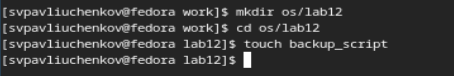 [svpavliuchenkov@fedora work]$ mkdir os/lab12
[svpavliuchenkov@fedora work]$ cd os/lab12
[svpavliuchenkov@fedora lab12]$ touch backup_script
[svpavliuchenkov@fedora lab12]$